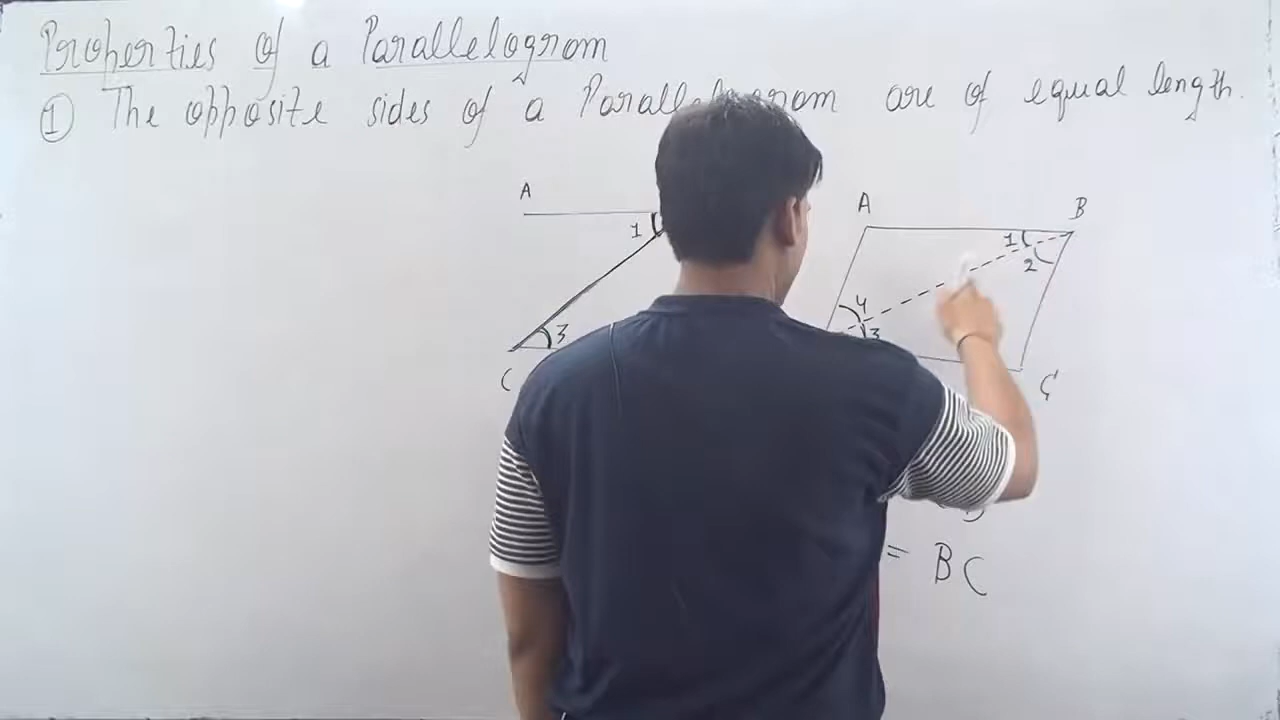 Properties of a Parallelogram
① The opposite sides of a Parallelogram are of equal length.
A
1
3
C
A B
1
2
4
3
C
= BC